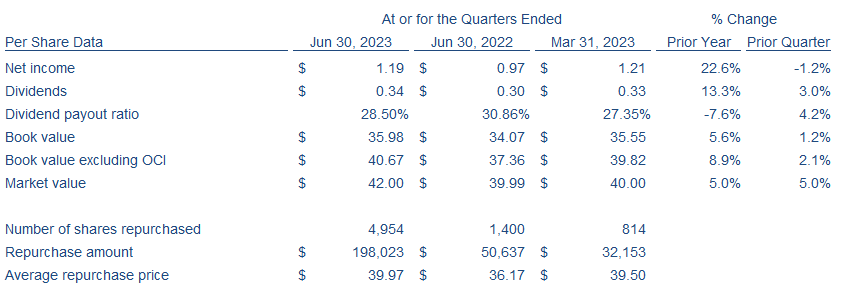 At or for the Quarters Ended % Change
Per Share Data Jun 30, 2023 Jun 30, 2022 Mar 31, 2023 Prior Year Prior Quarter
Net income $ 1.19 $ 0.97 $ 1.21 22.6% -1.2%
Dividends $ 0.34 $ 0.30 $ 0.33 13.3% 3.0%
Dividend payout ratio 28.50% 30.86% 27.35% -7.6% 4.2%
Book value $ 35.98 $ 34.07 $ 35.55 5.6% 1.2%
Book value excluding OCI $ 40.67 $ 37.36 $ 39.82 8.9% 2.1%
Market value $ 42.00 $ 39.99 $ 40.00 5.0% 5.0%
Number of shares repurchased 4,954 1,400 814
Repurchase amount $ 198,023 $ 50,637 $ 32,153
Average repurchase price $ 39.97 $ 36.17 $ 39.50